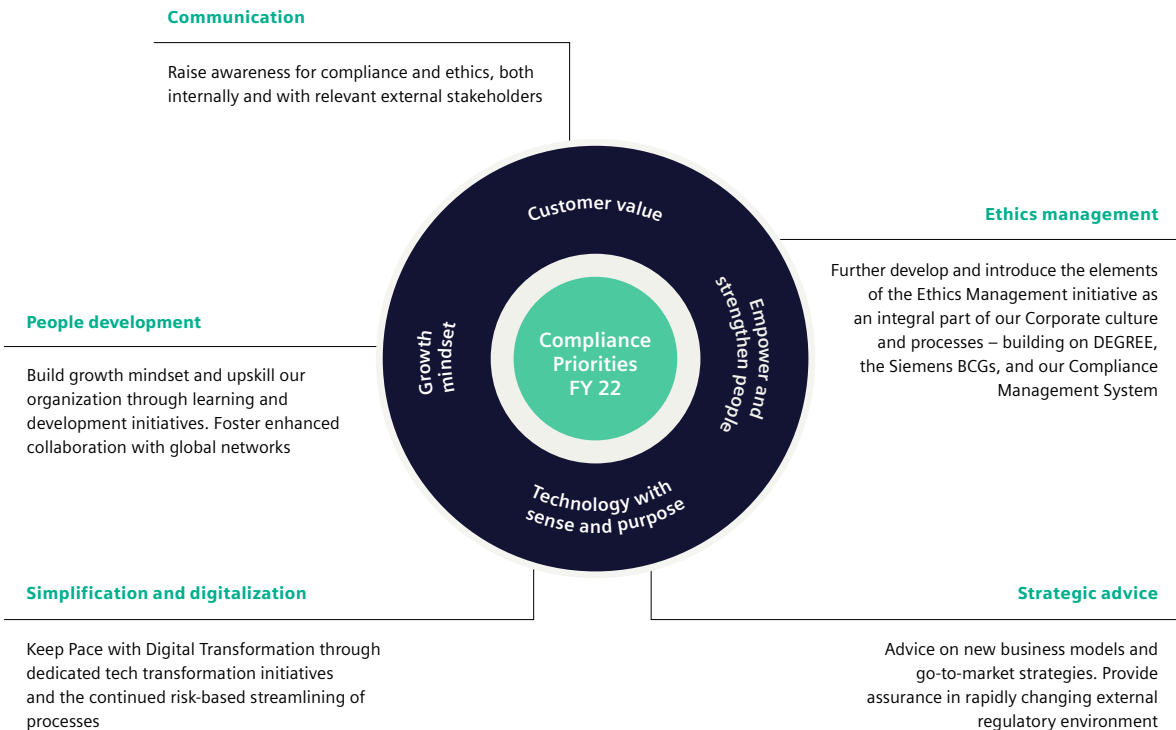 Communication
Raise awareness for compliance and ethics, both
internally and with relevant external stakeholders
Ethics management
Further develop and introduce the elements
of the Ethics Management initiative as
an integral part of our Corporate culture
and processes – building on DEGREE,
the Siemens BCGs, and our Compliance
Management System
People development
Build growth mindset and upskill our
organization through learning and
development initiatives. Foster enhanced
collaboration with global networks
Customer value
Empower and
strengthen people
Technology with
sense and purpose
Growth
mindset
Compliance
Priorities
FY 22
Simplification and digitalization
Keep Pace with Digital Transformation through
dedicated tech transformation initiatives
and the continued risk-based streamlining of
processes
Strategic advice
Advice on new business models and
go-to-market strategies. Provide
assurance in rapidly changing external
regulatory environment